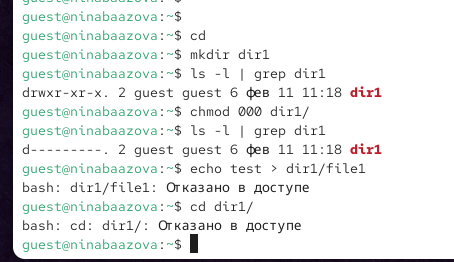 guest@ninabaazova:~$
guest@ninabaazova:~$ cd
guest@ninabaazova:~$ mkdir dir1
guest@ninabaazova:~$ ls -l | grep dir1
drwxr-xr-x. 2 guest guest 6 фев 11 11:18 dir1
guest@ninabaazova:~$ chmod 000 dir1/
guest@ninabaazova:~$ ls -l | grep dir1
d---------. 2 guest guest 6 фев 11 11:18 dir1
guest@ninabaazova:~$ echo test > dir1/file1
bash: dir1/file1: Отказано в доступе
guest@ninabaazova:~$ cd dir1/
bash: cd: dir1/: Отказано в доступе
guest@ninabaazova:~$